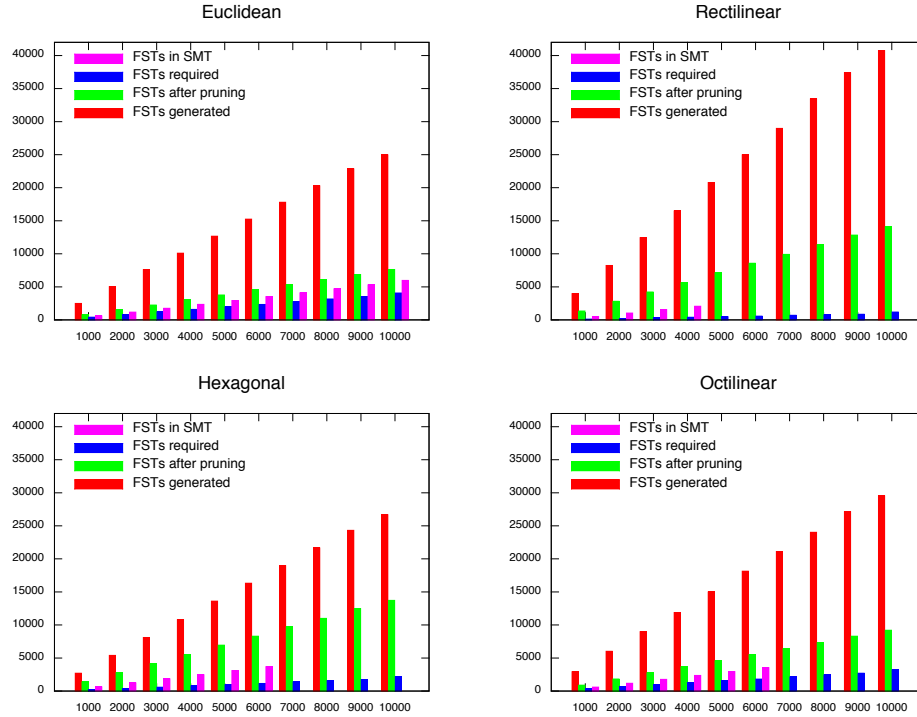 Euclidean
40000
35000
30000
25000
20000
15000
10000
5000
0
FSTs in SMT
FSTs required
FSTs after pruning
FSTs generated
1000 2000 3000 4000 5000 6000 7000 8000 9000 10000
Rectilinear
40000
35000
30000
25000
20000
15000
10000
5000
0
FSTs in SMT
FSTs required
FSTs after pruning
FSTs generated
1000 2000 3000 4000 5000 6000 7000 8000 9000 10000
Hexagonal
40000
35000
30000
25000
20000
15000
10000
5000
0
FSTs in SMT
FSTs required
FSTs after pruning
FSTs generated
1000 2000 3000 4000 5000 6000 7000 8000 9000 10000
Octilinear
40000
35000
30000
25000
20000
15000
10000
5000
0
FSTs in SMT
FSTs required
FSTs after pruning
FSTs generated
1000 2000 3000 4000 5000 6000 7000 8000 9000 10000